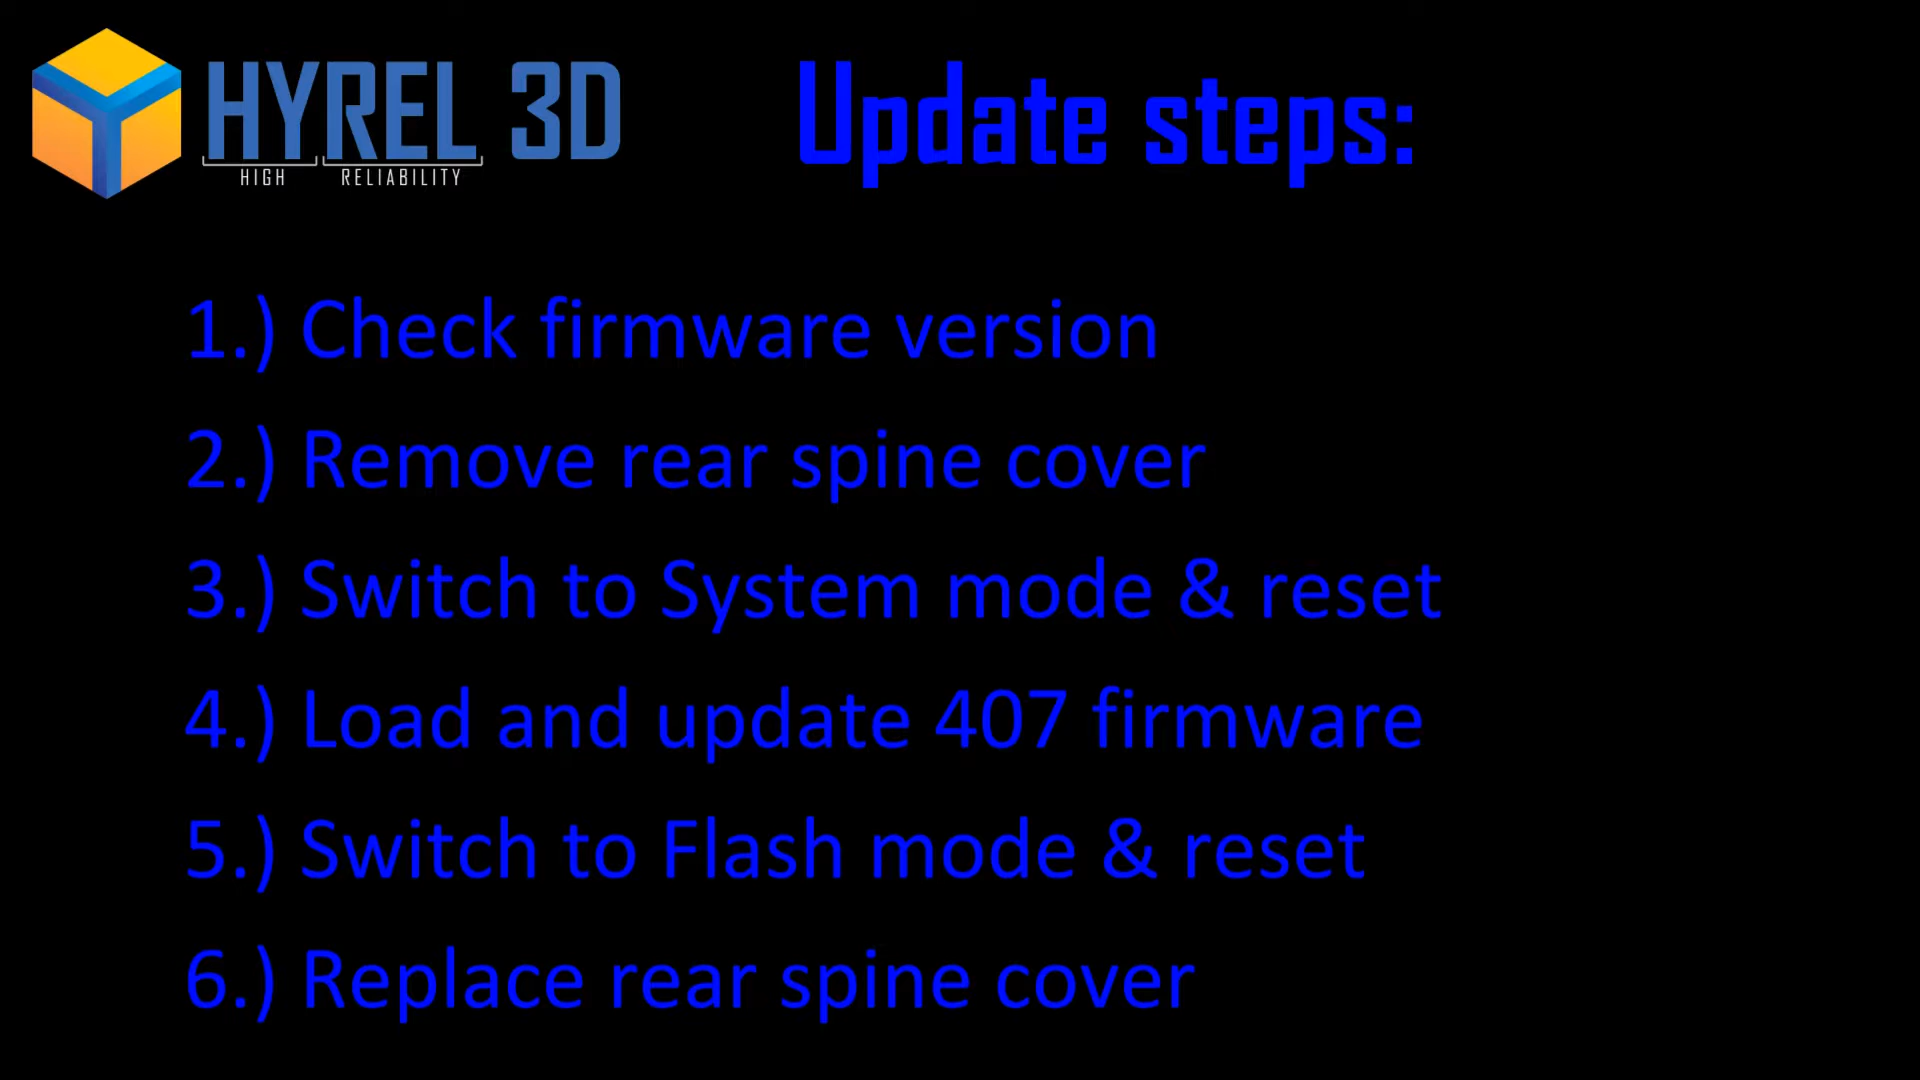 HYREL 3D
HIGH RELIABILITY
Update steps:
1.) Check firmware version
2.) Remove rear spine cover
3.) Switch to System mode & reset
4.) Load and update 407 firmware
5.) Switch to Flash mode & reset
6.) Replace rear spine cover